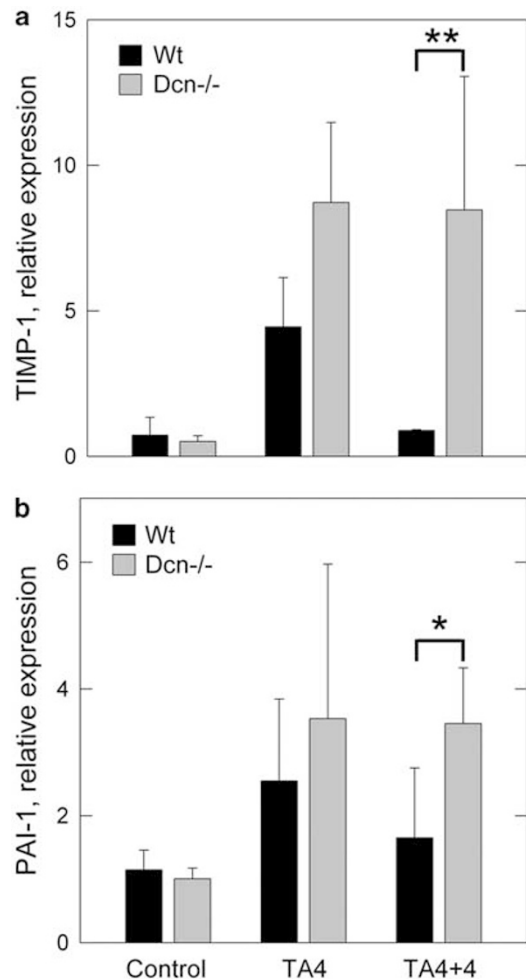 a
15
10
5
0
TIMP-1, relative expression
Wt
Dcn-/-
**
b
6
4
2
0
PAI-1, relative expression
Wt
Dcn-/-
*
Control TA4 TA4+4